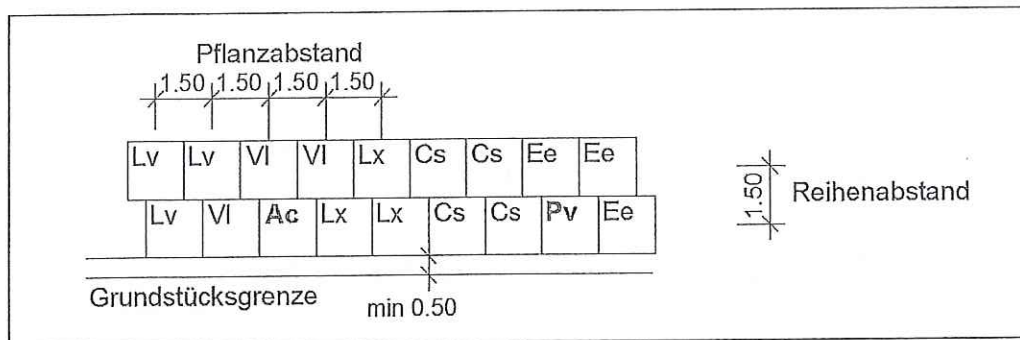 Pflanzabstand
1.50 1.50 1.50 1.50
Lv Lv Vl Vl Lx Cs Cs Ee Ee
1.50 Reihenabstand
Lv Vl Ac Lx Lx Cs Cs Pv Ee
Grundstücksgrenze
min 0.50